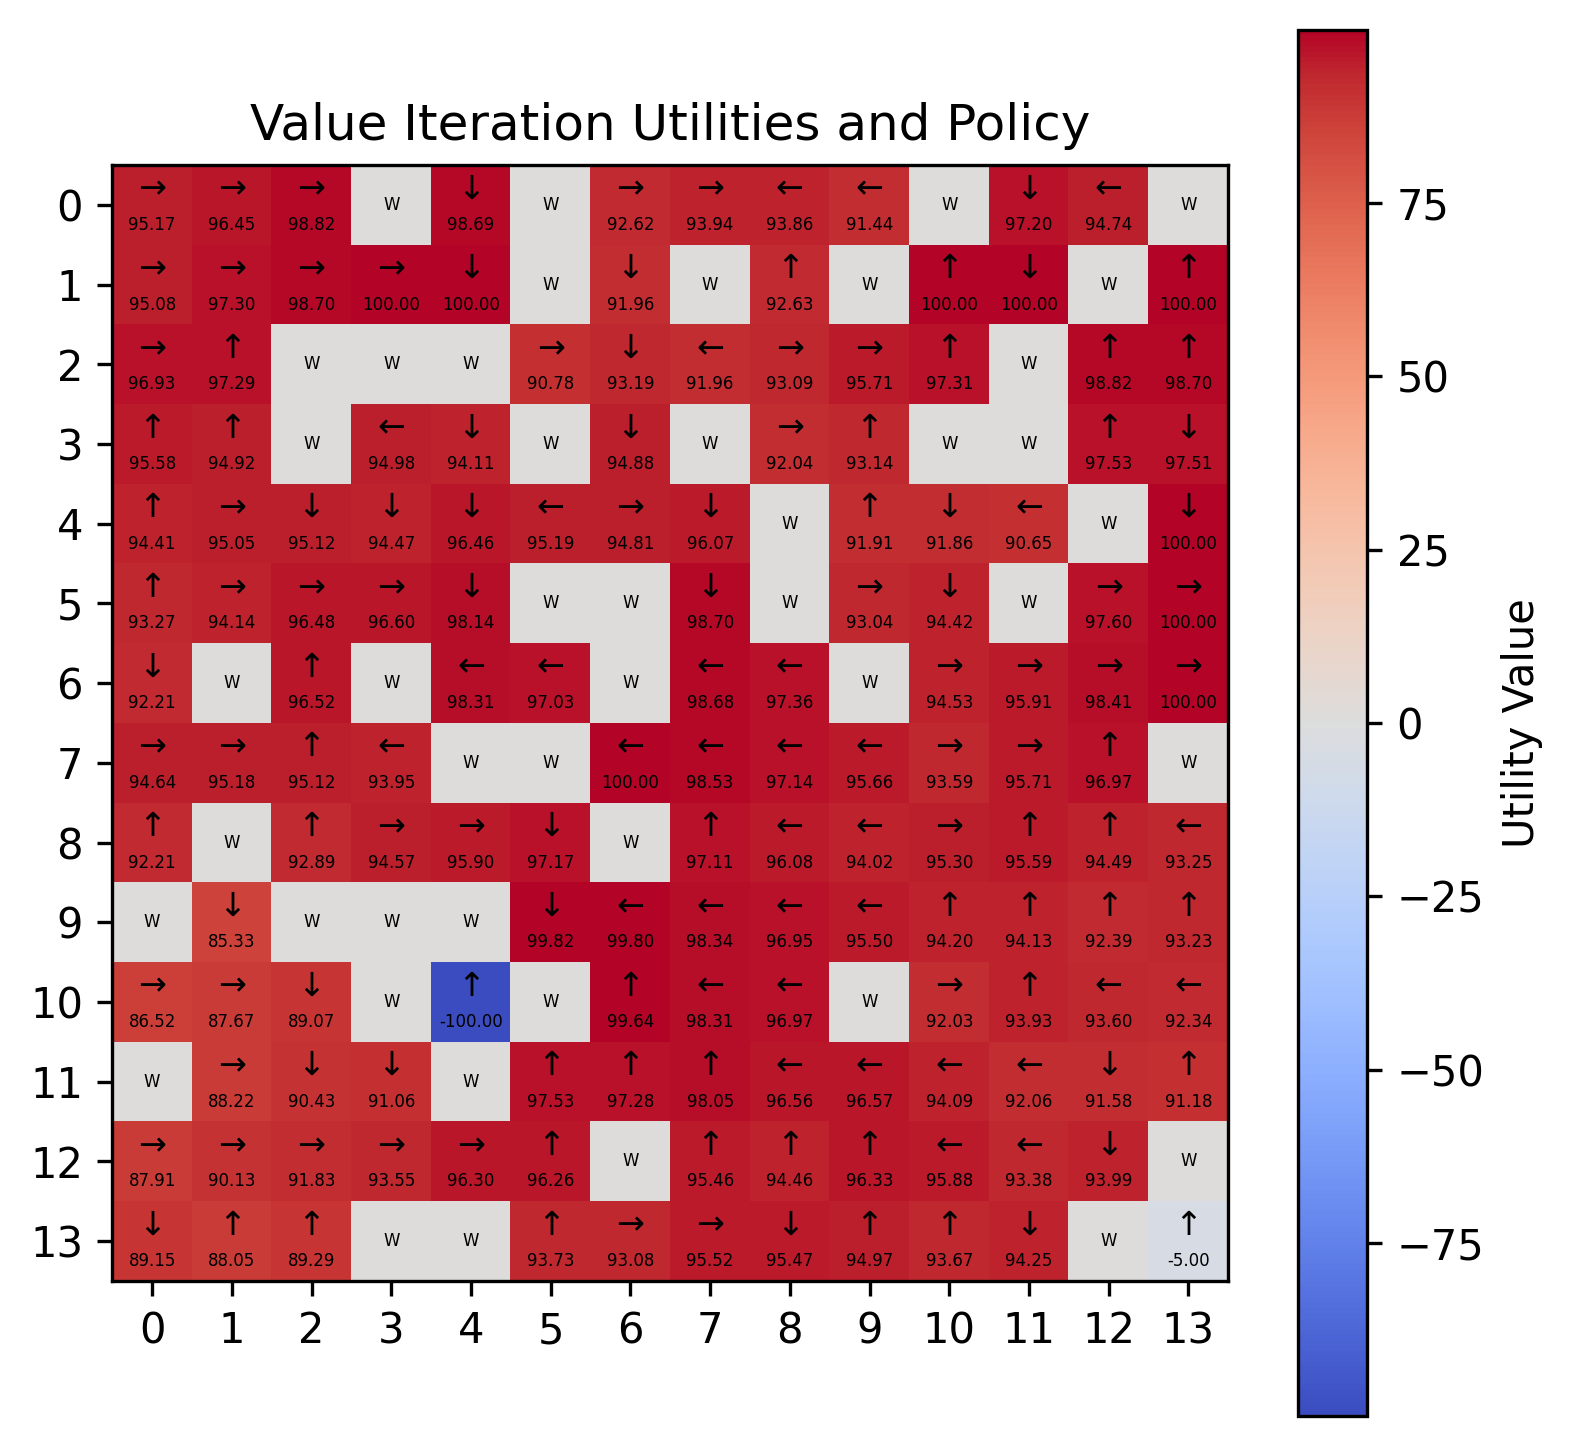 Value Iteration Utilities and Policy
0 → → → W ↓ W → → ← ← W ↓ ← W
95.17 96.45 98.82 98.69 92.62 93.94 93.86 91.44 97.20 94.74
1 → → → → ↓ W ↓ W ↑ W ↑ ↓ W ↑
95.08 97.30 98.70 100.00 100.00 91.96 92.63 100.00 100.00 100.00
2 → ↑ W W W → ↓ ← → → ↑ W ↑ ↑
96.93 97.29 90.78 93.19 91.96 93.09 95.71 97.31 98.82 98.70
3 ↑ ↑ W ← ↓ W ↓ W → ↑ W W ↑ ↓
95.58 94.92 94.98 94.11 94.88 92.04 93.14 97.53 97.51
4 ↑ → ↓ ↓ ↓ ← → ↓ W ↑ ↓ ← W ↓
94.41 95.05 95.12 94.47 96.46 95.19 94.81 96.07 91.91 91.86 90.65 100.00
5 ↑ → → → ↓ W W ↓ W → ↓ W → →
93.27 94.14 96.48 96.60 98.14 98.70 93.04 94.42 97.60 100.00
6 ↓ W ↑ W ← ← W ← ← W → → → →
92.21 96.52 98.31 97.03 98.68 97.36 94.53 95.91 98.41 100.00
7 → → ↑ ← W W ← ← ← ← → → ↑ W
94.64 95.18 95.12 93.95 100.00 98.53 97.14 95.66 93.59 95.71 96.97
8 ↑ W ↑ → → ↓ W ↑ ← ← → ↑ ↑ ←
92.21 92.89 94.57 95.90 97.17 97.11 96.08 94.02 95.30 95.59 94.49 93.25
9 W ↓ W W W ↓ ← ← ← ← ↑ ↑ ↑ ↑
85.33 99.82 99.80 98.34 96.95 95.50 94.20 94.13 92.39 93.23
10 → → ↓ W ↑ W ↑ ← ← W → ↑ ← ←
86.52 87.67 89.07 -100.00 99.64 98.31 96.97 92.03 93.93 93.60 92.34
11 W → ↓ ↓ W ↑ ↑ ↑ ← ← ← ← ↓ ↑
88.22 90.43 91.06 97.53 97.28 98.05 96.56 96.57 94.09 92.06 91.58 91.18
12 → → → → → ↑ W ↑ ↑ ↑ ← ← ↓ W
87.91 90.13 91.83 93.55 96.30 96.26 95.46 94.46 96.33 95.88 93.38 93.99
13 ↓ ↑ ↑ W W ↑ → → ↓ ↑ ↑ ↓ W ↑
89.15 88.05 89.29 93.73 93.08 95.52 95.47 94.97 93.67 94.25 -5.00
0 1 2 3 4 5 6 7 8 9 10 11 12 13
75
50
25
0
−25
−50
−75
Utility Value